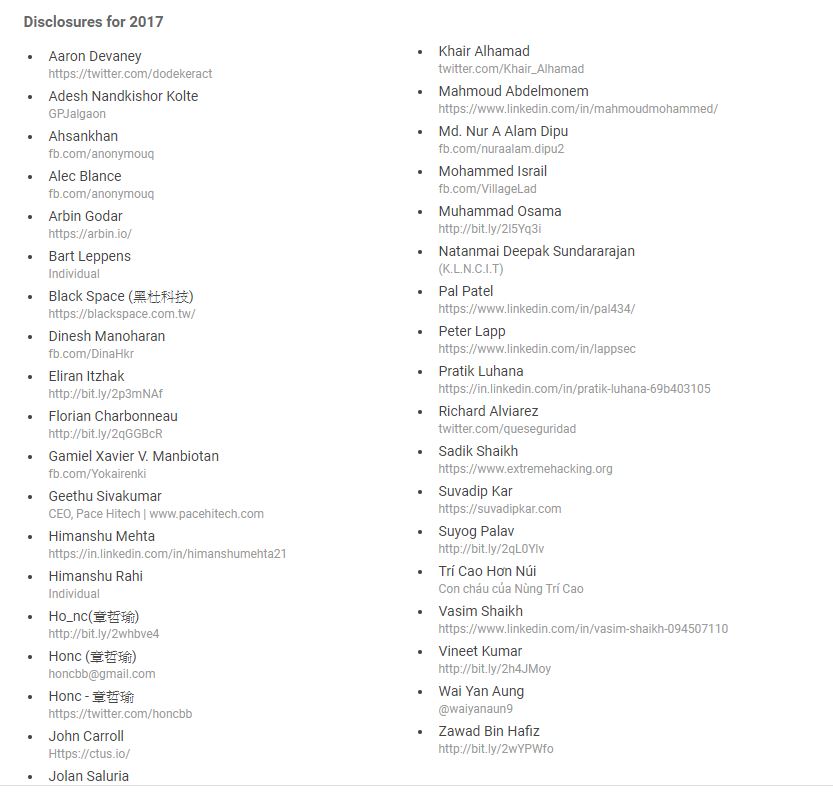 Disclosures for 2017
Aaron Devaney
https://twitter.com/dodekeract
Adesh Nandkishor Kolte
GPJalgaon
Ahsankhan
fb.com/anonymouq
Alec Blance
fb.com/anonymouq
Arbin Godar
https://arbin.io/
Bart Leppens
Individual
Black Space (黑杜科技)
https://blackspace.com.tw/
Dinesh Manoharan
fb.com/DinaHkr
Eliran Itzhak
http://bit.ly/2p3mNAf
Florian Charbonneau
http://bit.ly/2qGGBcR
Gamiel Xavier V. Manbiotan
fb.com/Yokairenki
Geethu Sivakumar
CEO, Pace Hitech | www.pacehitech.com
Himanshu Mehta
https://in.linkedin.com/in/himanshumehta21
Himanshu Rahi
Individual
Ho_nc(章哲瑜)
http://bit.ly/2whbve4
Honc (章哲瑜)
honcbb@gmail.com
Honc - 章哲瑜
https://twitter.com/honcbb
John Carroll
Https://ctus.io/
Jolan Saluria
Khair Alhamad
twitter.com/Khair_Alhamad
Mahmoud Abdelmonem
https://www.linkedin.com/in/mahmoudmohammed/
Md. Nur A Alam Dipu
fb.com/nuraalam.dipu2
Mohammed Israil
fb.com/VillageLad
Muhammad Osama
http://bit.ly/2l5Yq3i
Natanmai Deepak Sundararajan
(K.L.N.C.I.T)
Pal Patel
https://www.linkedin.com/in/pal434/
Peter Lapp
https://www.linkedin.com/in/lappsec
Pratik Luhana
https://in.linkedin.com/in/pratik-luhana-69b403105
Richard Alviarez
twitter.com/queseguridad
Sadik Shaikh
https://www.extremehacking.org
Suvadip Kar
https://suvadipkar.com
Suyog Palav
http://bit.ly/2qL0Ylv
Trí Cao Hơn Núi
Con cháu của Nùng Trí Cao
Vasim Shaikh
https://www.linkedin.com/in/vasim-shaikh-094507110
Vineet Kumar
http://bit.ly/2h4JMoy
Wai Yan Aung
@waiyanaun9
Zawad Bin Hafiz
http://bit.ly/2wYPWfo